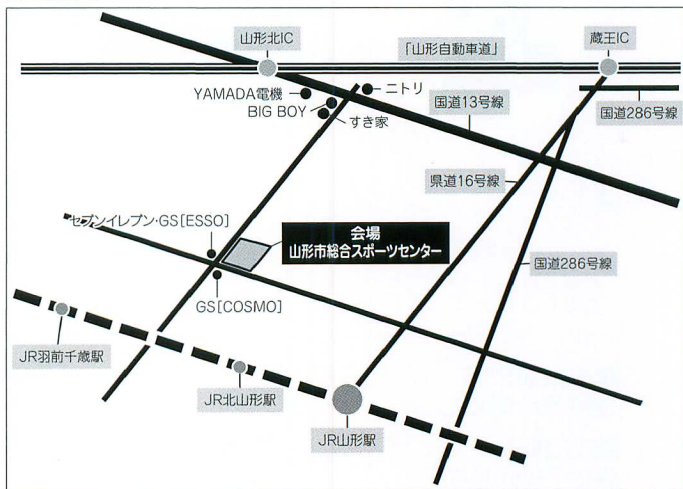 山形北IC
「山形自動車道」
蔵王IC
YAMADA電機
ニトリ
BIG BOY
すき家
国道13号線
国道286号線
県道16号線
セブンイレブン・GS[ESSO]
会場
山形市総合スポーツセンター
国道286号線
GS[COSMO]
JR羽前千歳駅
JR北山形駅
JR山形駅